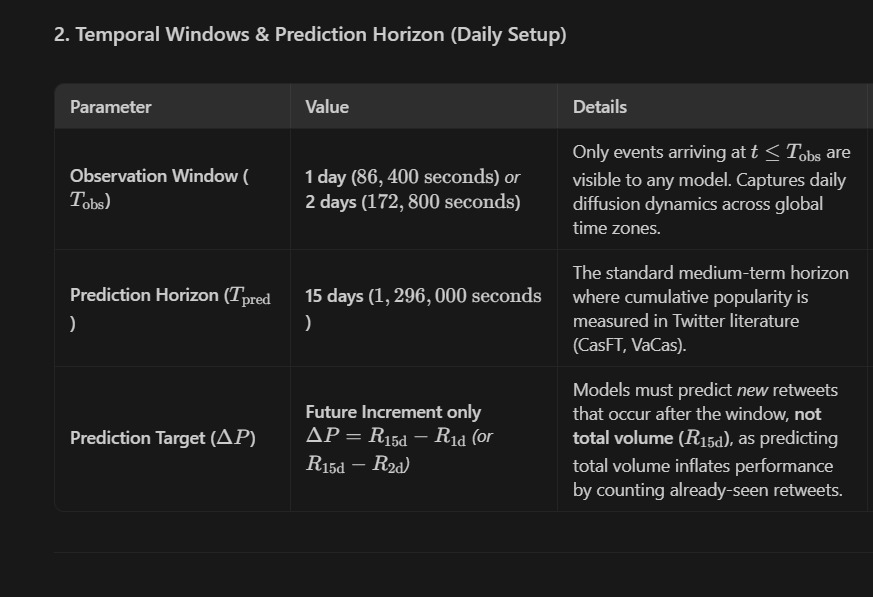 2. Temporal Windows & Prediction Horizon (Daily Setup)
Parameter
Value
Details
Observation Window (
T_obs)
1 day (86,400 seconds) or
2 days (172,800 seconds)
Only events arriving at t ≤ T_obs are
visible to any model. Captures daily
diffusion dynamics across global
time zones.
Prediction Horizon (T_pred
)
15 days (1,296,000 seconds
)
The standard medium-term horizon
where cumulative popularity is
measured in Twitter literature
(CasFT, VaCas).
Prediction Target (ΔP)
Future Increment only
ΔP = R_15d − R_1d (or
R_15d − R_2d)
Models must predict new retweets
that occur after the window, not
total volume (R_15d), as predicting
total volume inflates performance
by counting already-seen retweets.